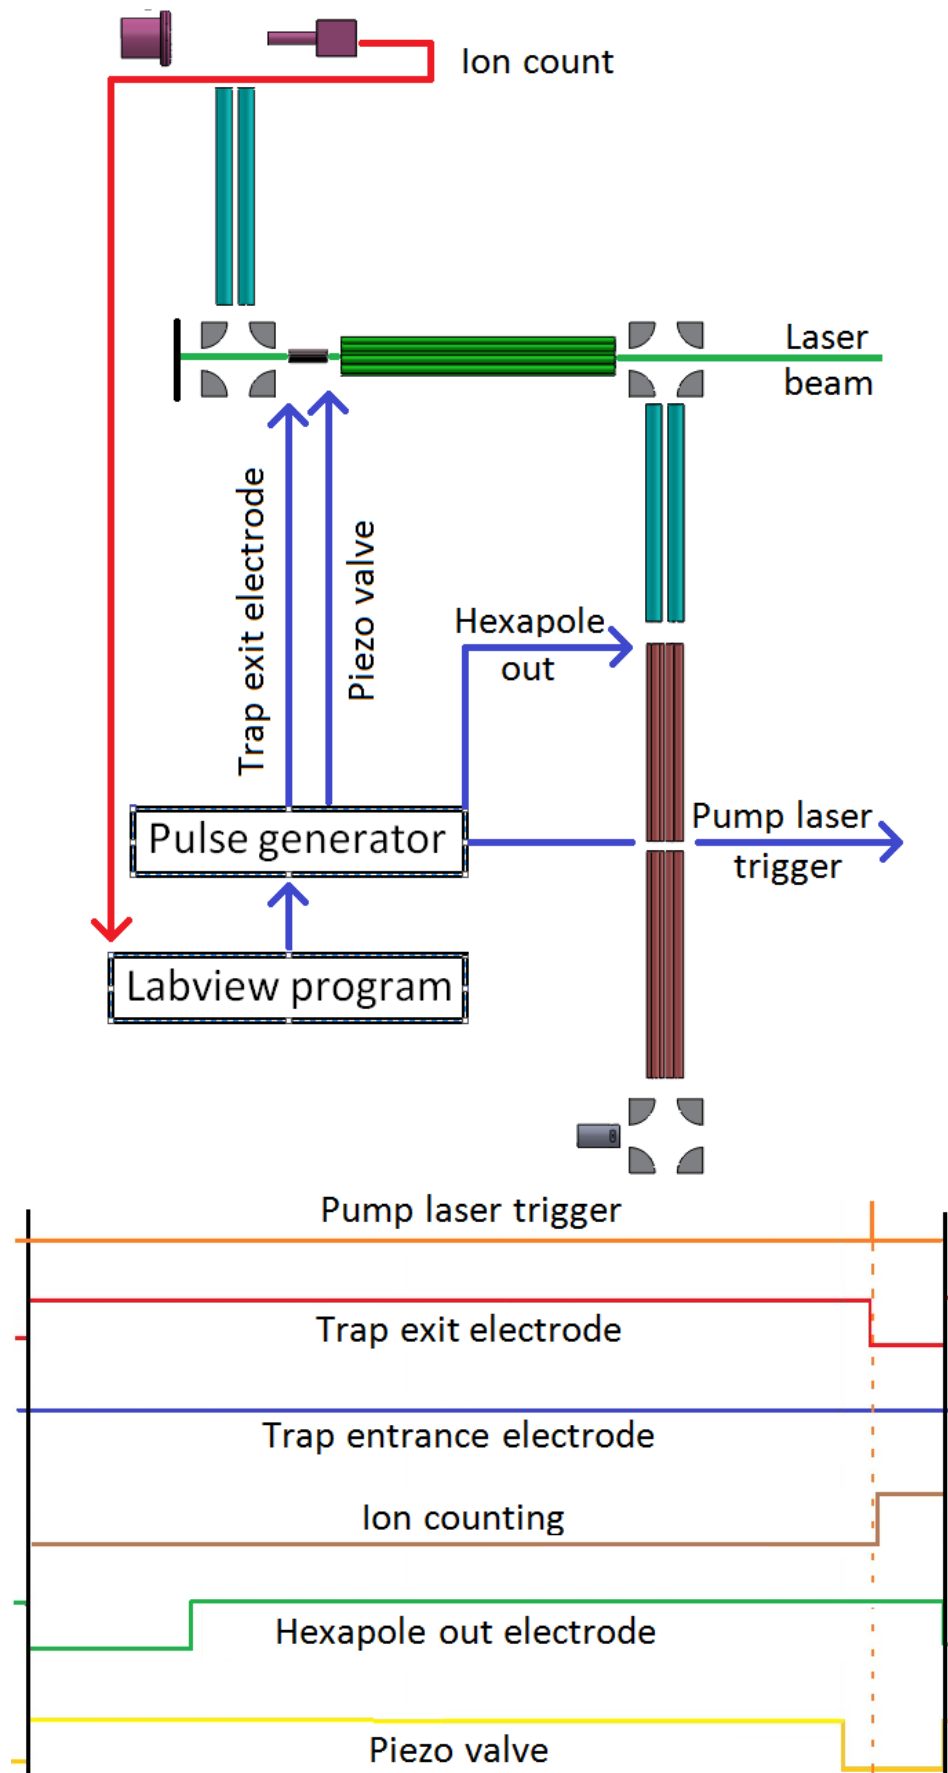 Ion count
Laser
beam
Trap exit electrode
Piezo valve
Hexapole
out
Pulse generator
Pump laser
trigger
Labview program
Pump laser trigger
Trap exit electrode
Trap entrance electrode
Ion counting
Hexapole out electrode
Piezo valve